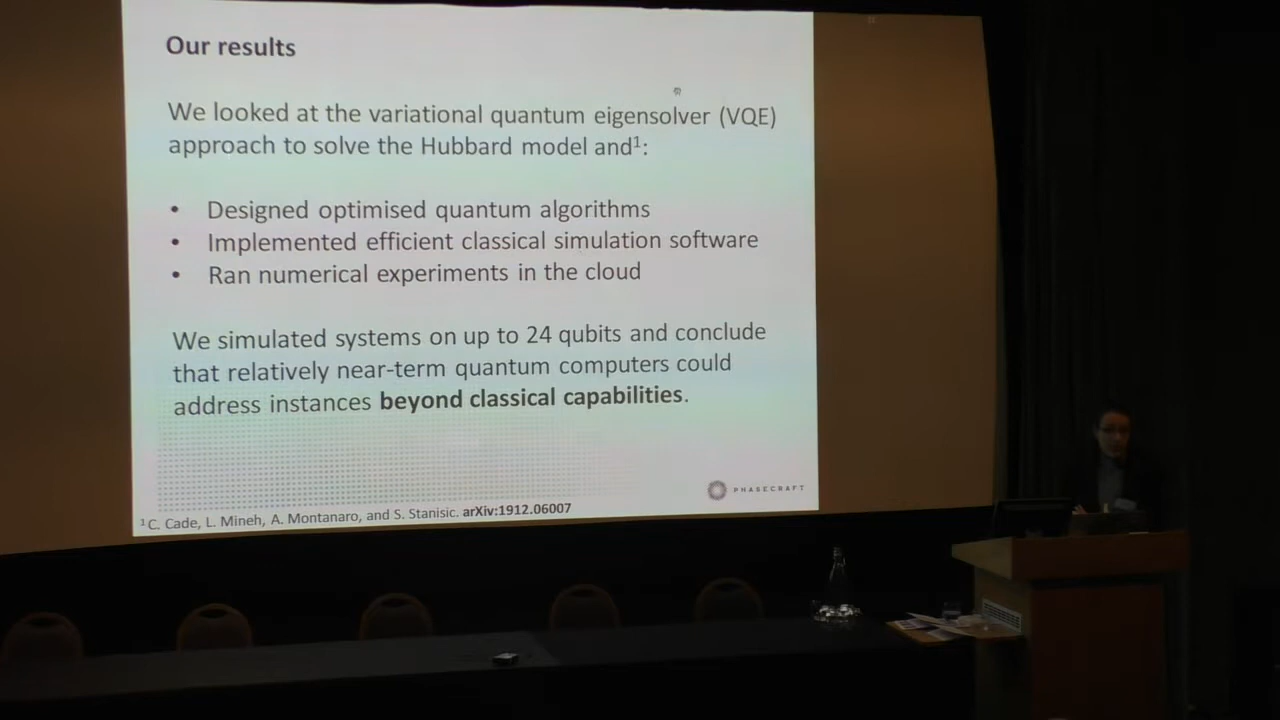 Our results
We looked at the variational quantum eigensolver (VQE)
approach to solve the Hubbard model and¹:
• Designed optimised quantum algorithms
• Implemented efficient classical simulation software
• Ran numerical experiments in the cloud
We simulated systems on up to 24 qubits and conclude
that relatively near-term quantum computers could
address instances beyond classical capabilities.
PHASECRAFT
¹ C. Cade, L. Mineh, A. Montanaro, and S. Stanisic. arXiv:1912.06007